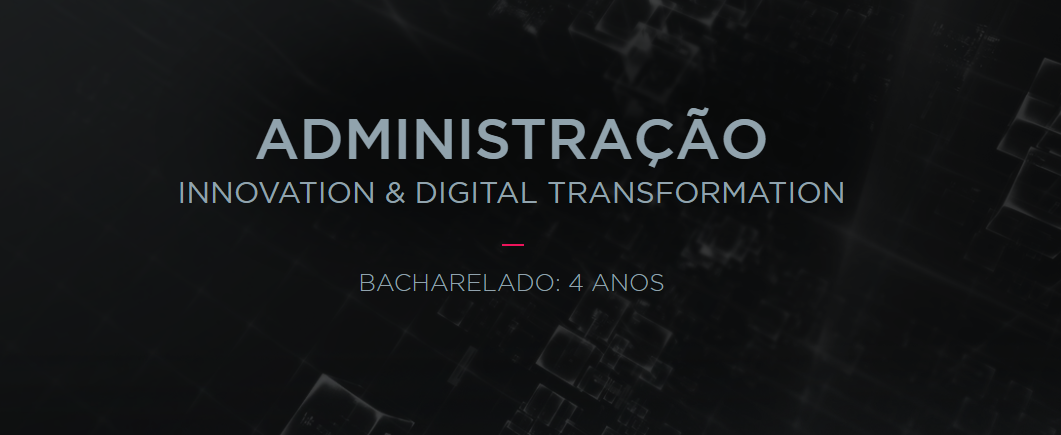 ADMINISTRAÇÃO
INNOVATION & DIGITAL TRANSFORMATION
BACHARELADO: 4 ANOS